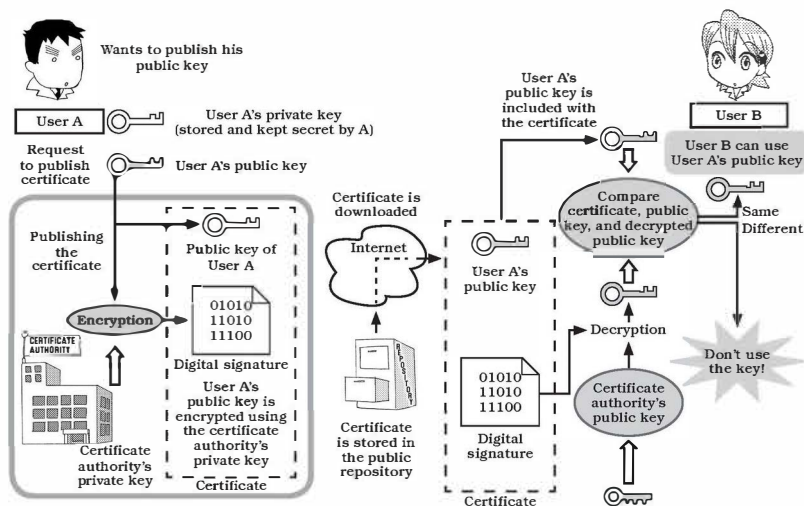 Wants to publish his
public key
User A
User A's private key
(stored and kept secret by A)
Request
to publish
certificate
User A's public key
Publishing
the
certificate
Public key of
User A
Encryption
01010
11010
11100
Digital signature
CERTIFICATE
AUTHORITY
Certificate
authority's
private key
User A's
public key is
encrypted using
the certificate
authority's
private key
Certificate
Certificate is
downloaded
Internet
REPOSITORY
Certificate
is stored in
the public
repository
User A's
public key is
included with
the certificate
User A's
public key
01010
11010
11100
Digital
signature
Certificate
User B
User B can use
User A's public key
Compare
certificate, public
key, and decrypted
public key
Same
Different
Decryption
Certificate
authority's
public key
Don't use
the key!